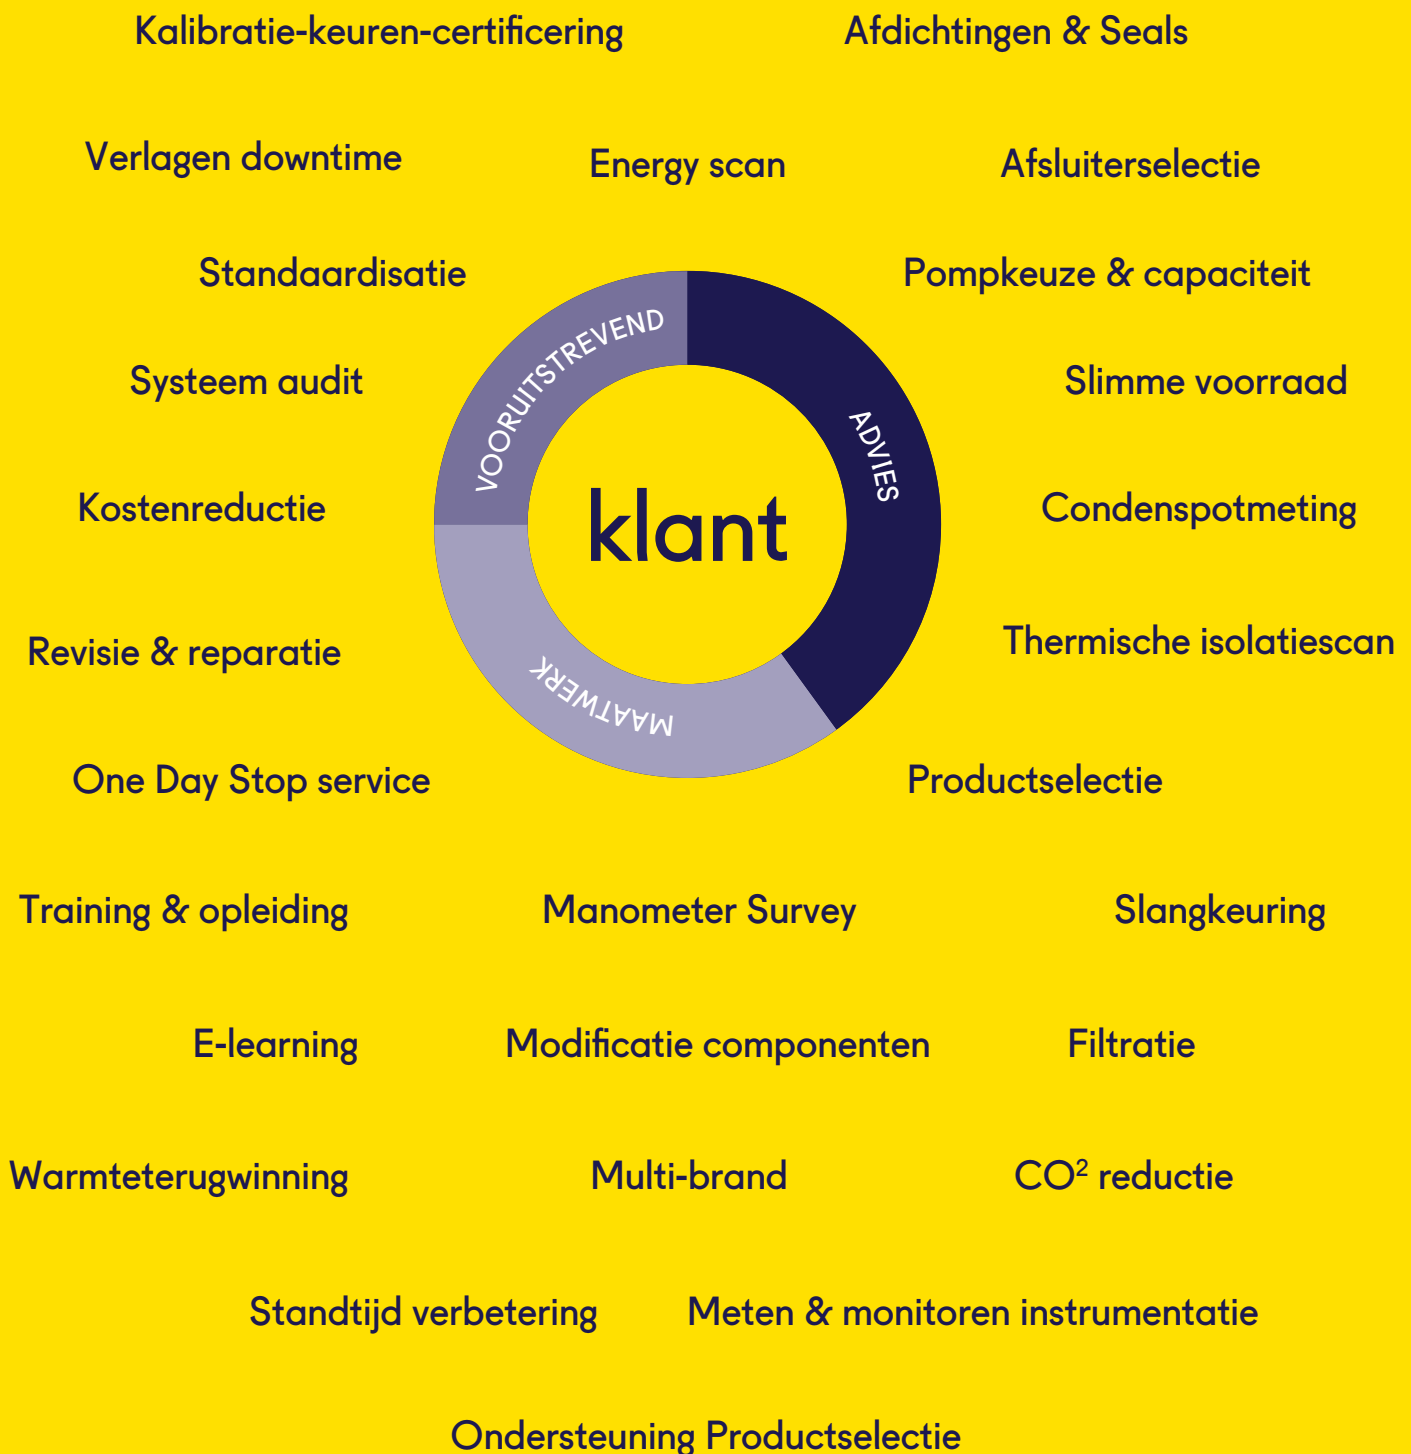 Kalibratie-keuren-certificering
Afdichtingen & Seals
Verlagen downtime
Energy scan
Afsluiterselectie
Standaardisatie
Pompkeuze & capaciteit
VOORUITSTREVEND
Systeem audit
Slimme voorraad
ADVIES
Kostenreductie
klant
Condenspotmeting
Revisie & reparatie
Thermische isolatiescan
MAATWERK
One Day Stop service
Productselectie
Training & opleiding
Manometer Survey
Slangkeuring
E-learning
Modificatie componenten
Filtratie
Warmteterugwinning
Multi-brand
CO² reductie
Standtijd verbetering
Meten & monitoren instrumentatie
Ondersteuning Productselectie